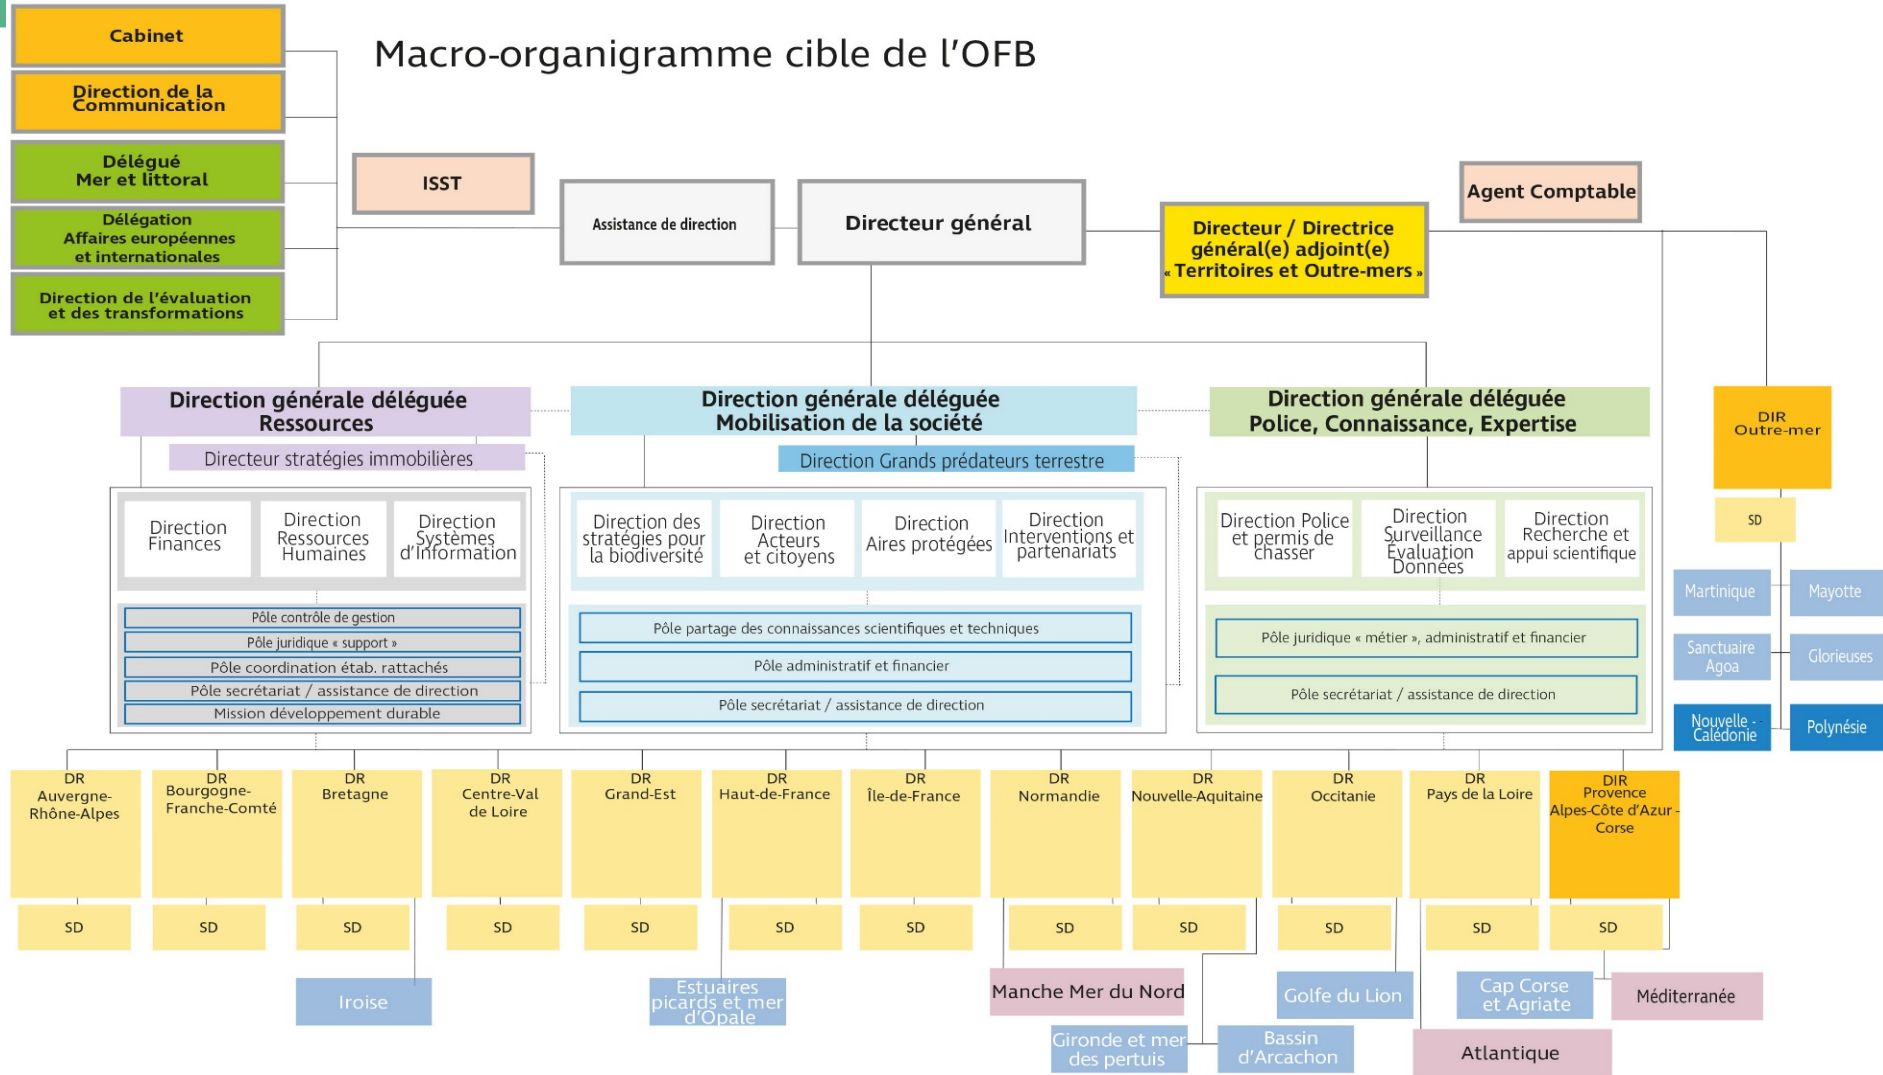 Macro-organigramme cible de l'OFB
Cabinet
Direction de la
Communication
Délégué
Mer et littoral
Délégation
Affaires européennes
et internationales
Direction de l'évaluation
et des transformations
ISST
Assistance de direction
Directeur général
Directeur / Directrice
général(e) adjoint(e)
« Territoires et Outre-mers »
Agent Comptable
Direction générale déléguée
Ressources
Directeur stratégies immobilières
Direction
Finances
Direction
Ressources
Humaines
Direction
Systèmes
d'Information
Pôle contrôle de gestion
Pôle juridique « support »
Pôle coordination étab. rattachés
Pôle secrétariat / assistance de direction
Mission développement durable
Direction générale déléguée
Mobilisation de la société
Direction Grands prédateurs terrestre
Direction des
stratégies pour
la biodiversité
Direction
Acteurs
et citoyens
Direction
Aires protégées
Direction
Interventions et
partenariats
Pôle partage des connaissances scientifiques et techniques
Pôle administratif et financier
Pôle secrétariat / assistance de direction
Direction générale déléguée
Police, Connaissance, Expertise
Direction Police
et permis de
chasser
Direction
Surveillance
Évaluation
Données
Direction
Recherche et
appui scientifique
Pôle juridique « métier », administratif et financier
Pôle secrétariat / assistance de direction
DIR
Outre-mer
SD
Martinique
Mayotte
Sanctuaire
Agoa
Glorieuses
Nouvelle -
Calédonie
Polynésie
DR
Auvergne-
Rhône-Alpes
DR
Bourgogne-
Franche-Comté
DR
Bretagne
DR
Centre-Val
de Loire
DR
Grand-Est
DR
Haut-de-France
DR
Île-de-France
DR
Normandie
DR
Nouvelle-Aquitaine
DR
Occitanie
DR
Pays de la Loire
DIR
Provence
Alpes-Côte d'Azur -
Corse
SD
SD
SD
SD
SD
SD
SD
SD
SD
SD
SD
SD
Iroise
Estuaires
picards et mer
d'Opale
Manche Mer du Nord
Gironde et mer
des pertuis
Bassin
d'Arcachon
Golfe du Lion
Atlantique
Cap Corse
et Agriate
Méditerranée